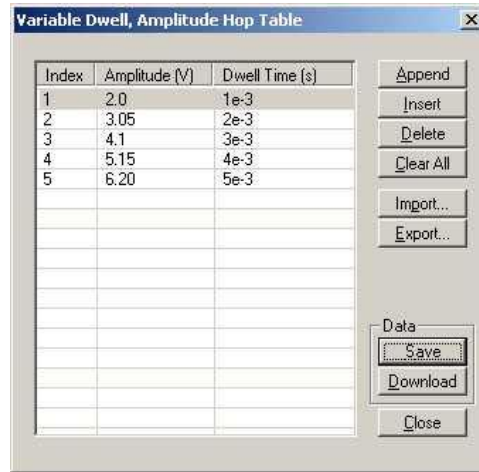 Variable Dwell, Amplitude Hop Table
Index Amplitude (V) Dwell Time (s)
1 2.0 1e-3
2 3.05 2e-3
3 4.1 3e-3
4 5.15 4e-3
5 6.20 5e-3
Append
Insert
Delete
Clear All
Import...
Export...
Data
Save
Download
Close